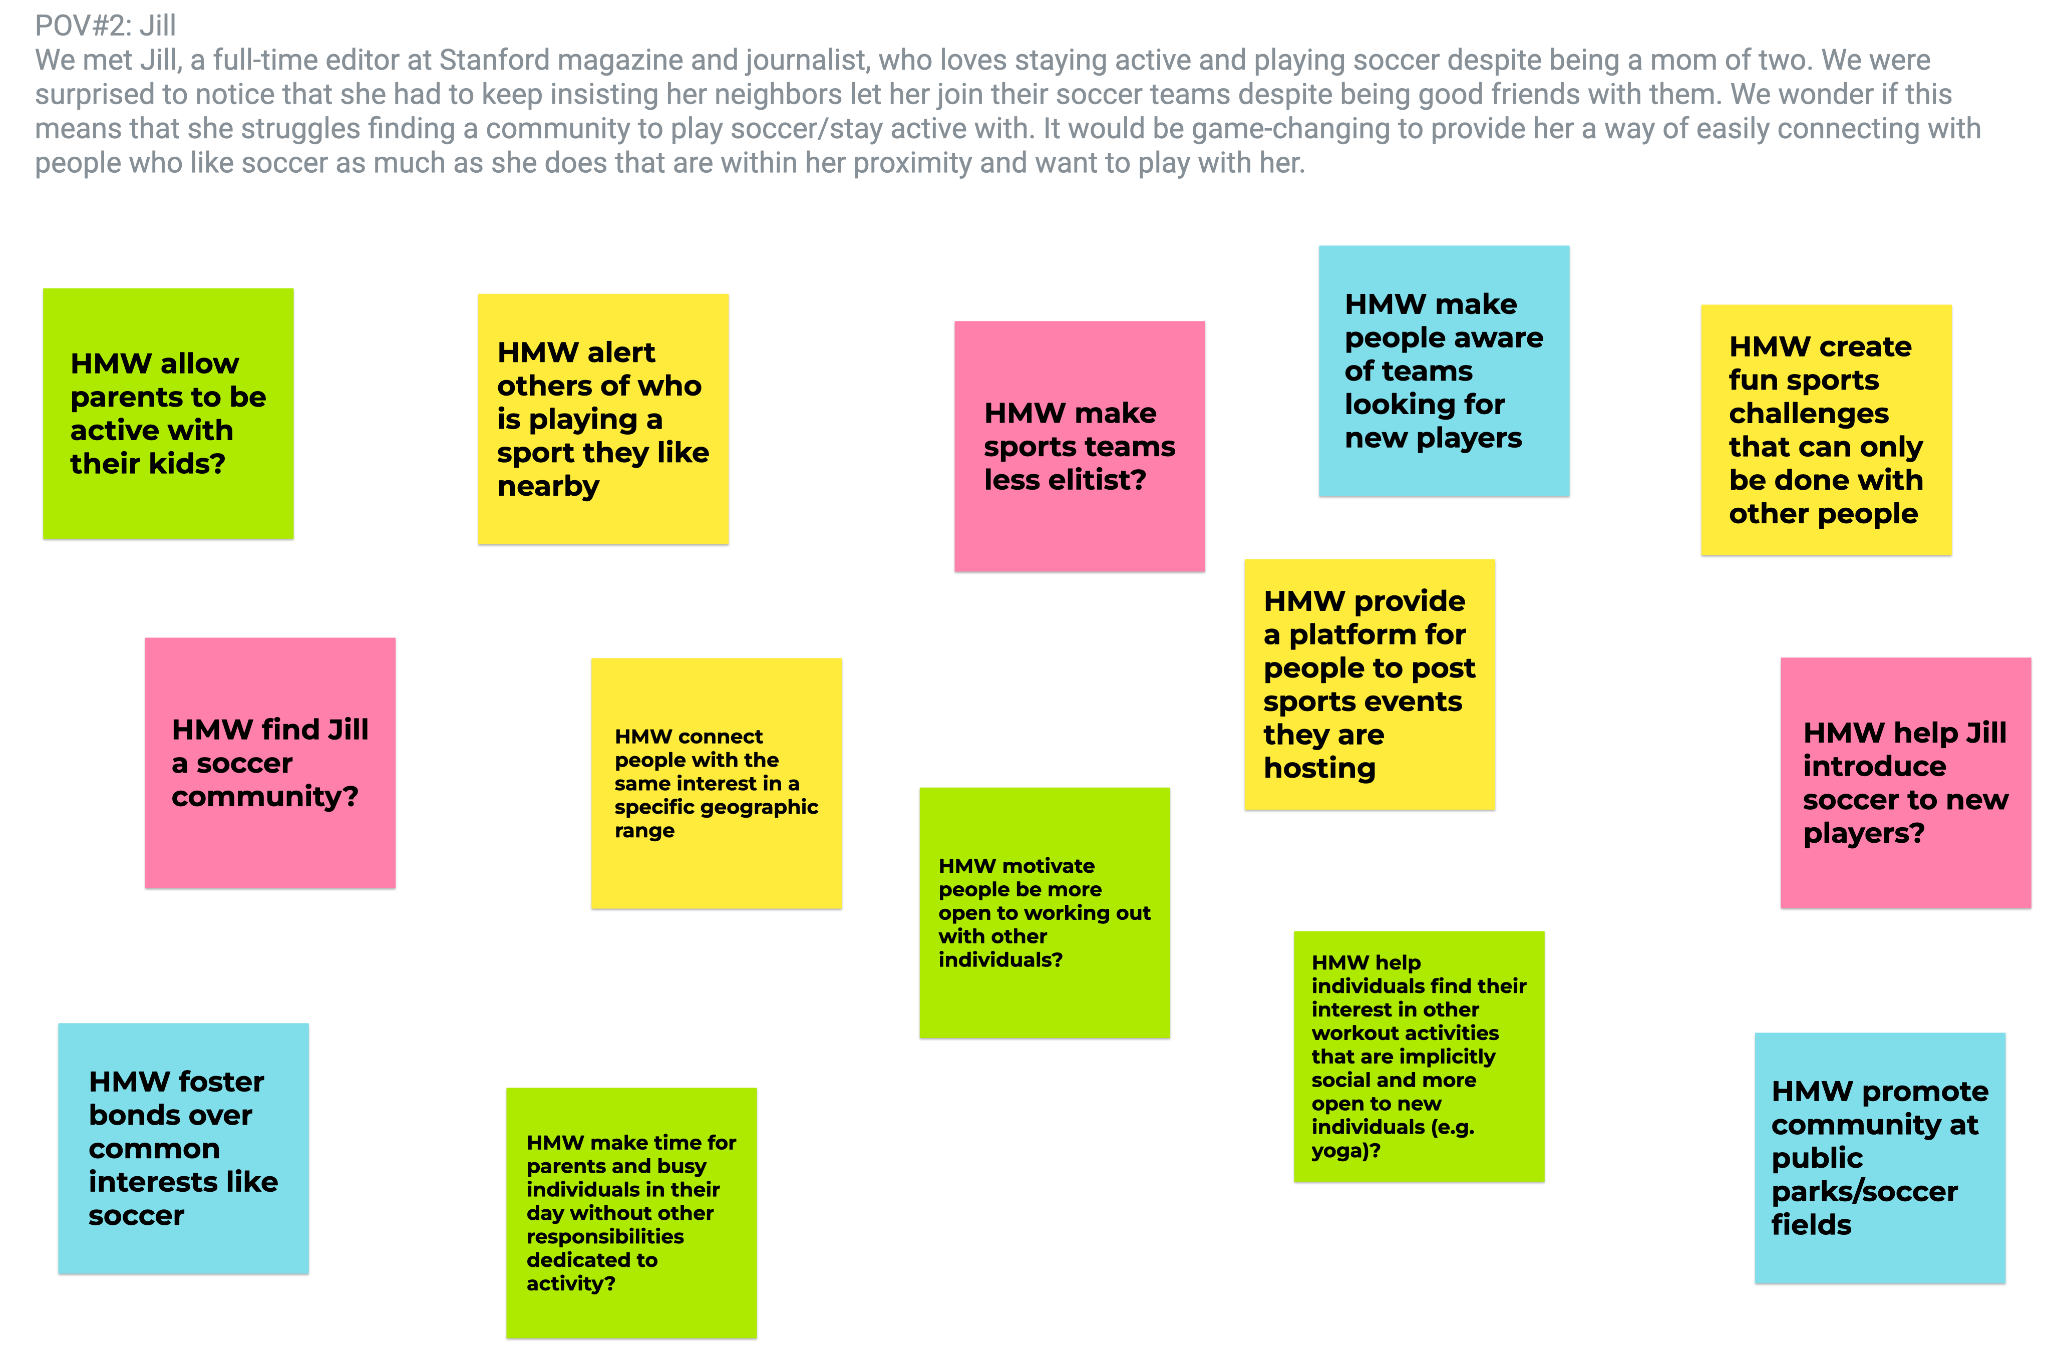 POV#2: Jill
We met Jill, a full-time editor at Stanford magazine and journalist, who loves staying active and playing soccer despite being a mom of two. We were
surprised to notice that she had to keep insisting her neighbors let her join their soccer teams despite being good friends with them. We wonder if this
means that she struggles finding a community to play soccer/stay active with. It would be game-changing to provide her a way of easily connecting with
people who like soccer as much as she does that are within her proximity and want to play with her.
HMW allow
parents to be
active with
their kids?
HMW alert
others of who
is playing a
sport they like
nearby
HMW make
sports teams
less elitist?
HMW make
people aware
of teams
looking for
new players
HMW create
fun sports
challenges
that can only
be done with
other people
HMW find Jill
a soccer
community?
HMW connect
people with the
same interest in a
specific geographic
range
HMW motivate
people be more
open to working out
with other
individuals?
HMW provide
a platform for
people to post
sports events
they are
hosting
HMW help Jill
introduce
soccer to new
players?
HMW foster
bonds over
common
interests like
soccer
HMW make time for
parents and busy
individuals in their
day without other
responsibilities
dedicated to
activity?
HMW help
individuals find their
interest in other
workout activities
that are implicitly
social and more
open to new
individuals (e.g.
yoga)?
HMW promote
community at
public
parks/soccer
fields